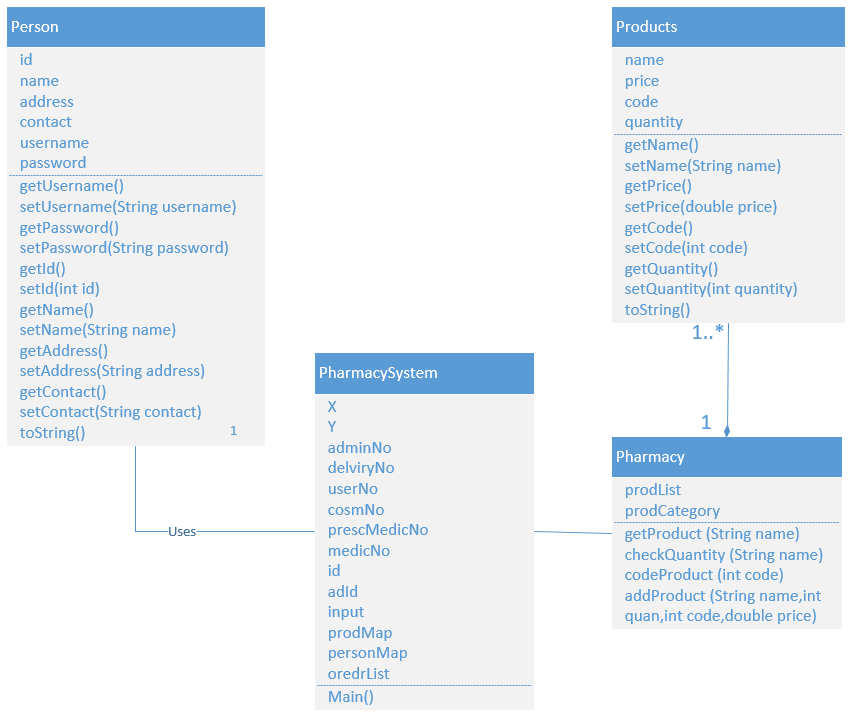 Person
id
name
address
contact
username
password
getUsername()
setUsername(String username)
getPassword()
setPassword(String password)
getId()
setId(int id)
getName()
setName(String name)
getAddress()
setAddress(String address)
getContact()
setContact(String contact)
toString()
1
Uses
PharmacySystem
X
Y
adminNo
delviryNo
userNo
cosmNo
prescMedicNo
medicNo
id
adId
input
prodMap
personMap
oredrList
Main()
Products
name
price
code
quantity
getName()
setName(String name)
getPrice()
setPrice(double price)
getCode()
setCode(int code)
getQuantity()
setQuantity(int quantity)
toString()
1..*
1
Pharmacy
prodList
prodCategory
getProduct (String name)
checkQuantity (String name)
codeProduct (int code)
addProduct (String name,int
quan,int code,double price)